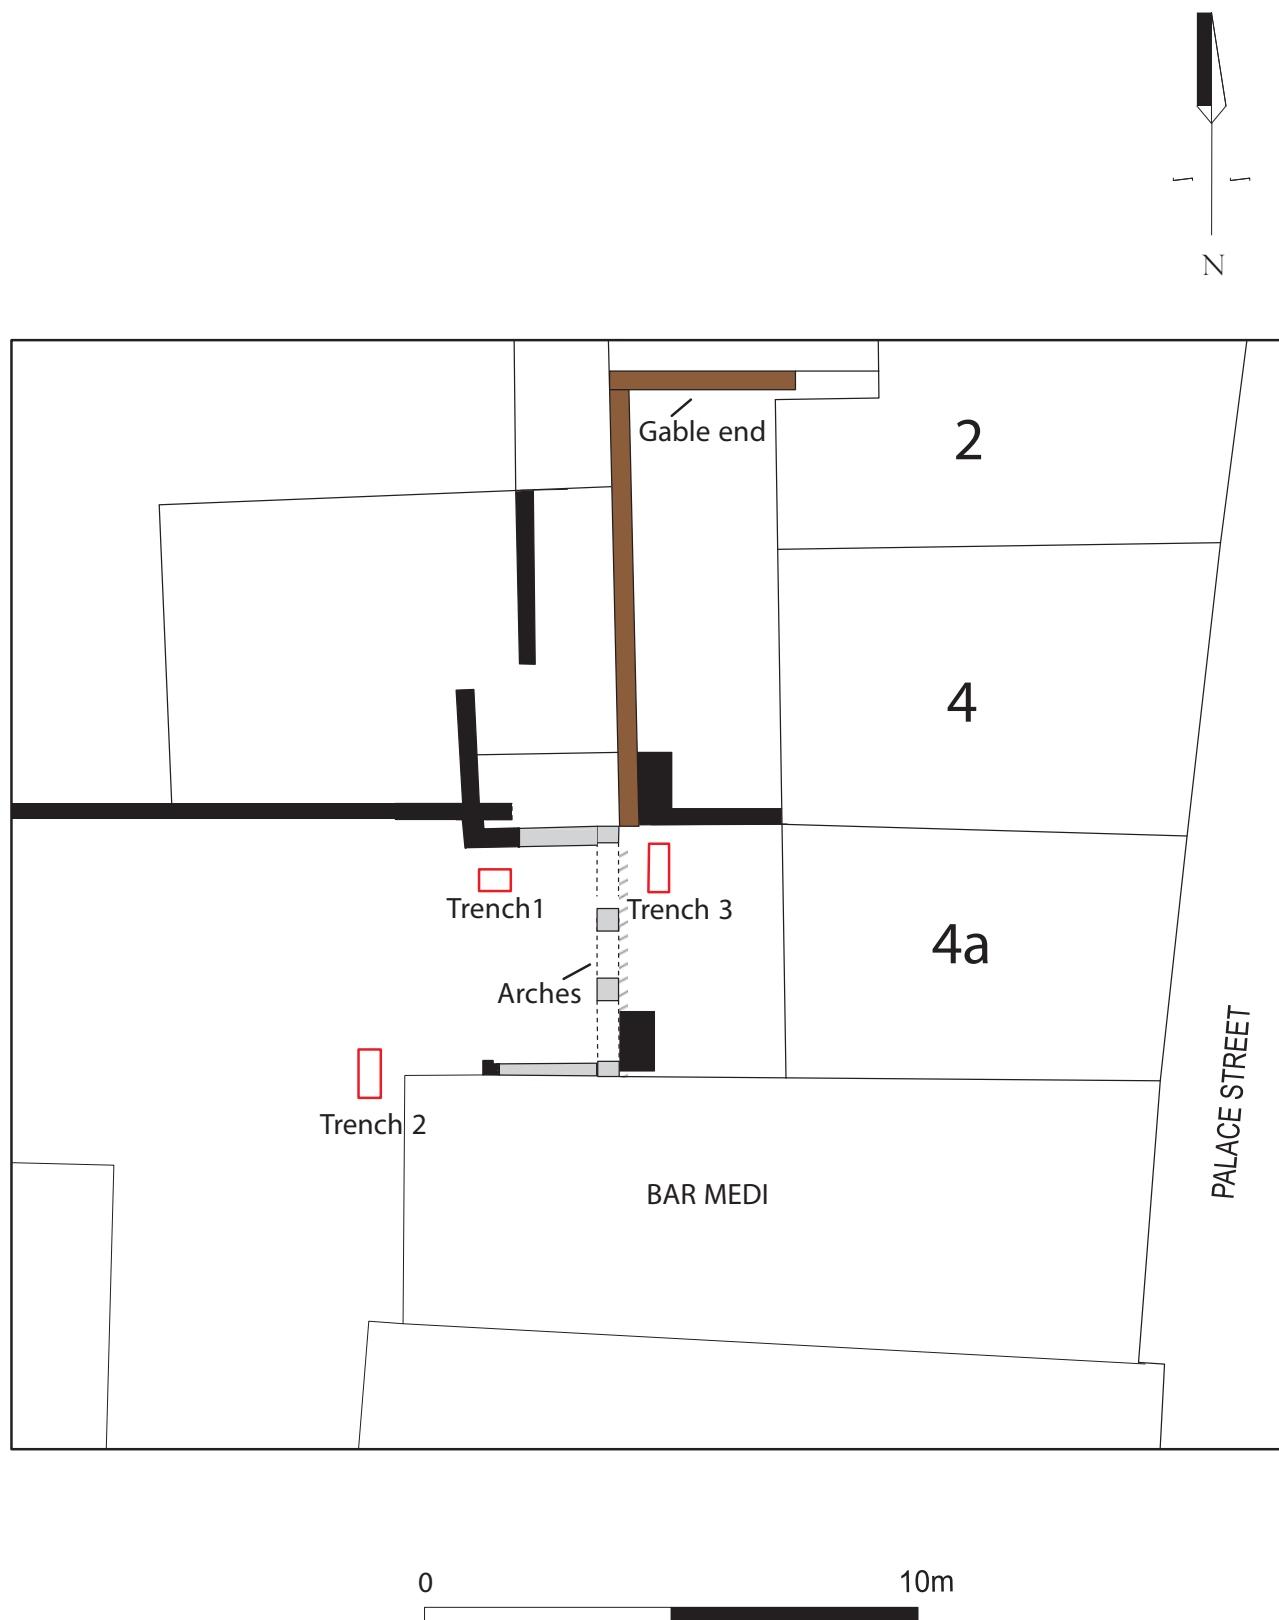 N
Gable end
2
4
Trench1
Trench 3
4a
Arches
PALACE STREET
Trench 2
BAR MEDI
0
10m